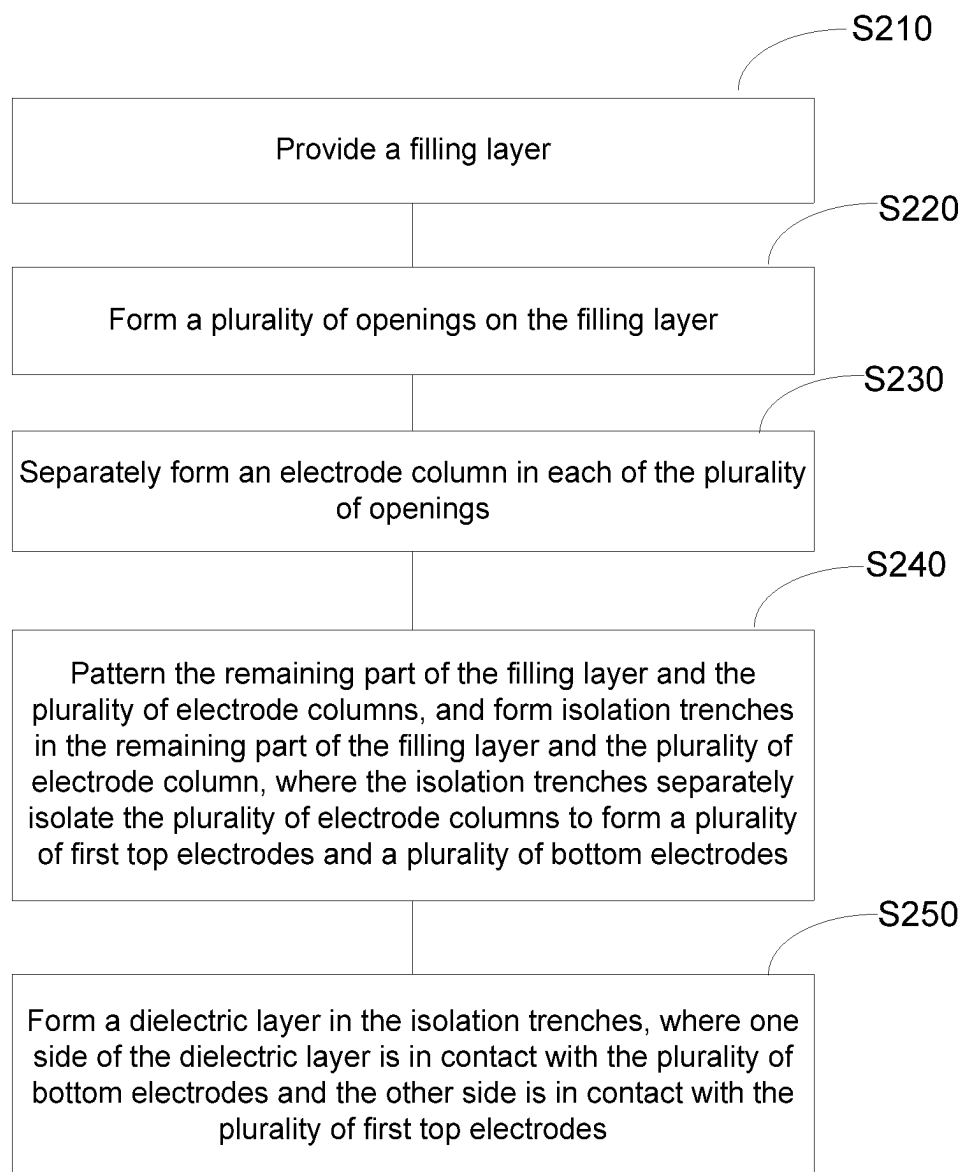 S210
Provide a filling layer
S220
Form a plurality of openings on the filling layer
S230
Separately form an electrode column in each of the plurality
of openings
S240
Pattern the remaining part of the filling layer and the
plurality of electrode columns, and form isolation trenches
in the remaining part of the filling layer and the plurality of
electrode column, where the isolation trenches separately
isolate the plurality of electrode columns to form a plurality
of first top electrodes and a plurality of bottom electrodes
S250
Form a dielectric layer in the isolation trenches, where one
side of the dielectric layer is in contact with the plurality of
bottom electrodes and the other side is in contact with the
plurality of first top electrodes